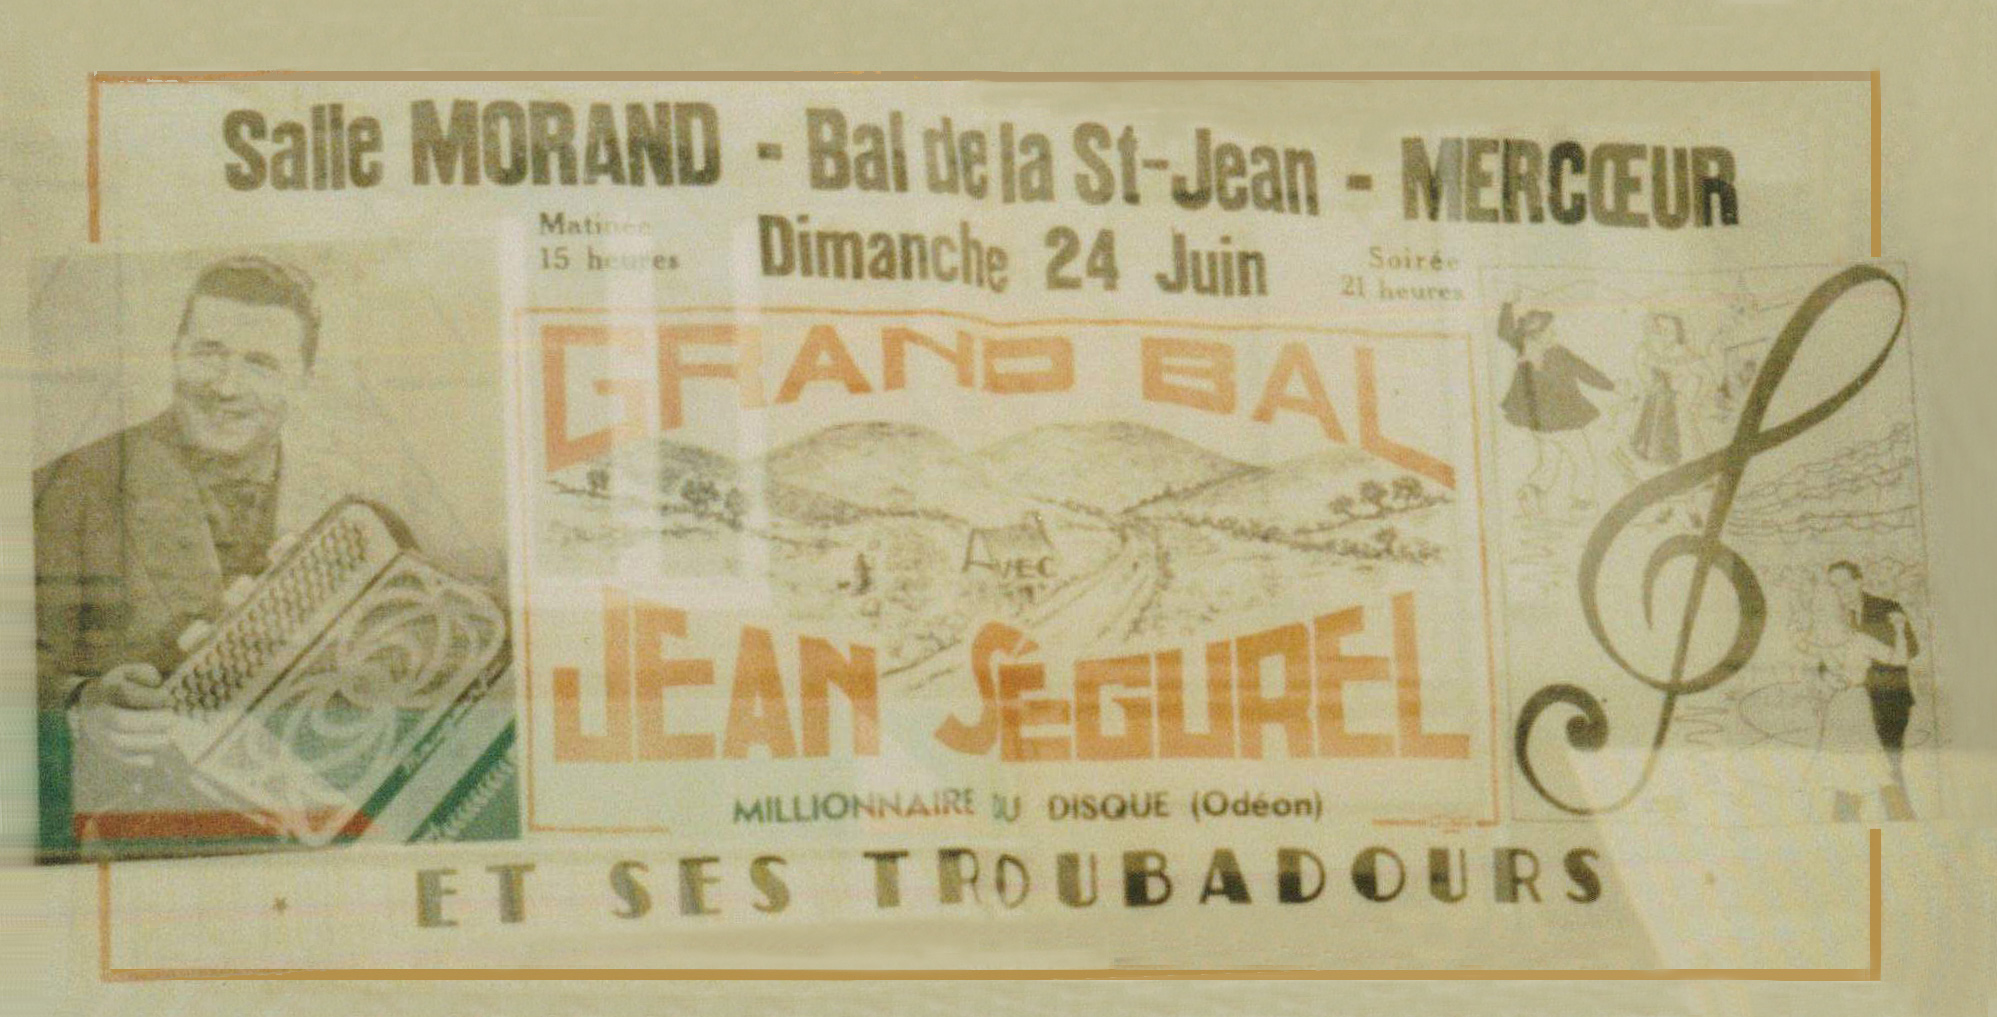 Salle MORAND - Bal de la St-Jean - MERCŒUR
Matinée
15 heures
Dimanche 24 Juin
Soirée
21 heures
GRAND BAL
AVEC
JEAN SÉGUREL
MILLIONNAIRE DU DISQUE (Odéon)
ET SES TROUBADOURS